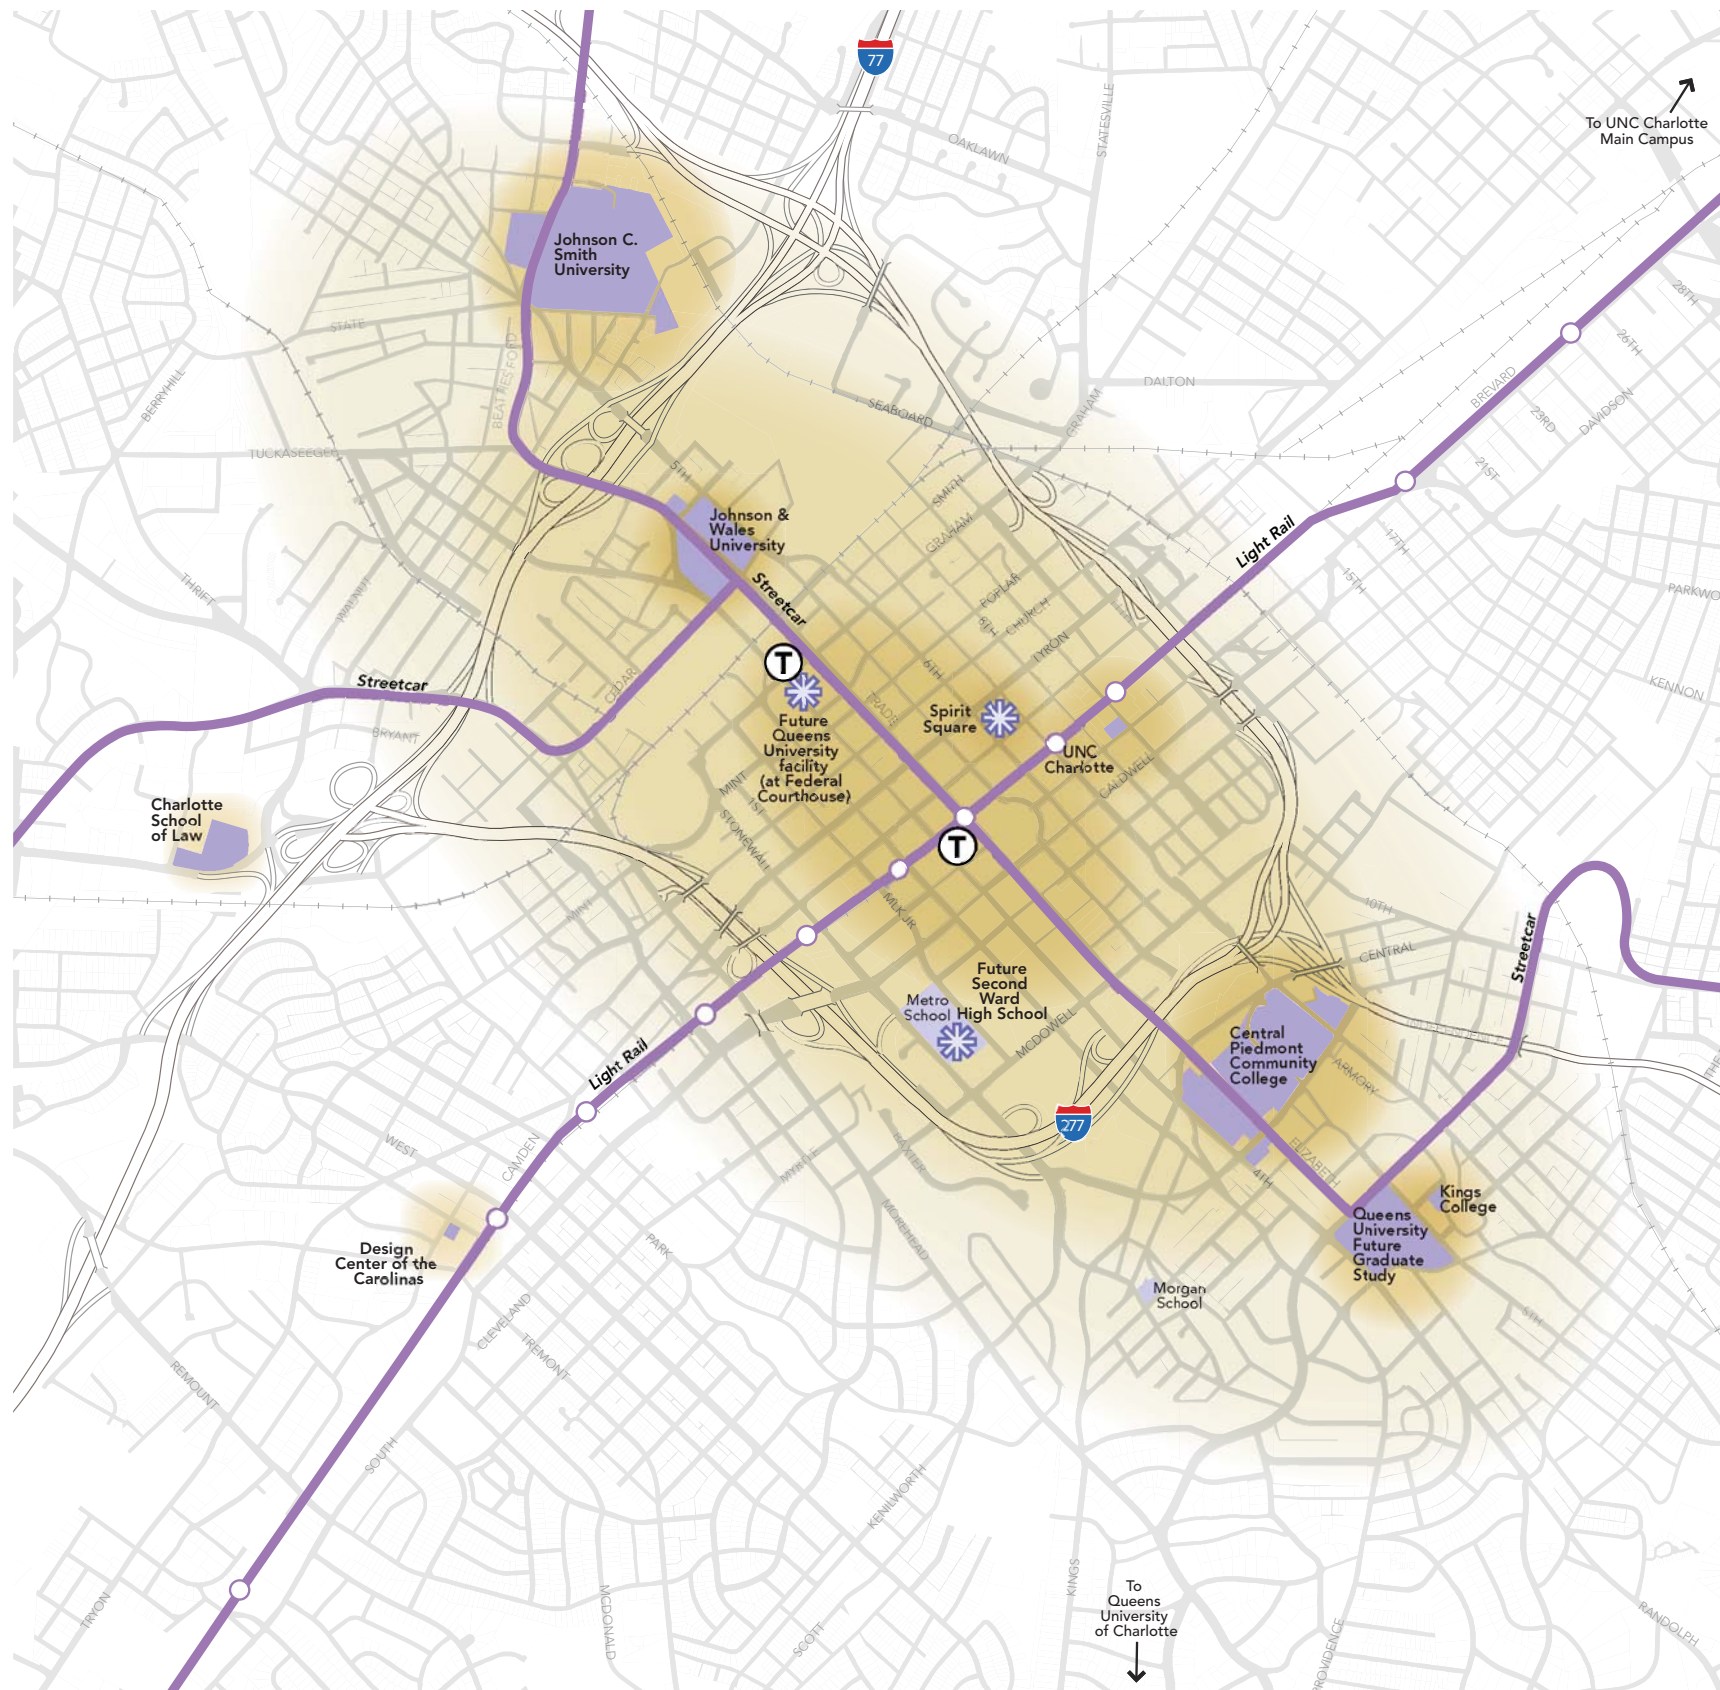 77
To UNC Charlotte
Main Campus
STATESVILLE
OAKLAWN
Johnson C.
Smith
University
28TH
STATE
26TH
BEATTIES FORD
BERRYHILL
DALTON
BREVARD
DAVIDSON
23RD
SEABOARD
GRAHAM
TUCKASEEGEE
21ST
5TH
SMITH
GRAHAM
Johnson &
Wales
University
Light Rail
17TH
15TH
THRIFT
WALNUT
Streetcar
POPLAR
6TH
CHURCH
PARKWO
TYRON
6TH
KENNON
Streetcar
CEDAR
TRADE
Spirit
Square
BRYANT
Future
Queens
University
facility
(at Federal
Courthouse)
UNC
Charlotte
CALDWELL
MINT
1ST
STONEWALL
Charlotte
School
of Law
T
T
MINT
MLK JR
10TH
CENTRAL
Streetcar
Future
Second
Ward
High School
Metro
School
MCDOWELL
Central
Piedmont
Community
College
ARMORY
Light Rail
277
WEST
CAMDEN
BAXTER
MYRTLE
ELIZABETH
4TH
Kings
College
MOREHEAD
Queens
University
Future
Graduate
Study
PARK
Design
Center of the
Carolinas
Morgan
School
CLEVELAND
TREMONT
5TH
REMOUNT
SOUTH
KENILWORTH
TRYON
MCDONALD
SCOTT
KINGS
To
Queens
University
of Charlotte
PROVIDENCE
RANDOLPH